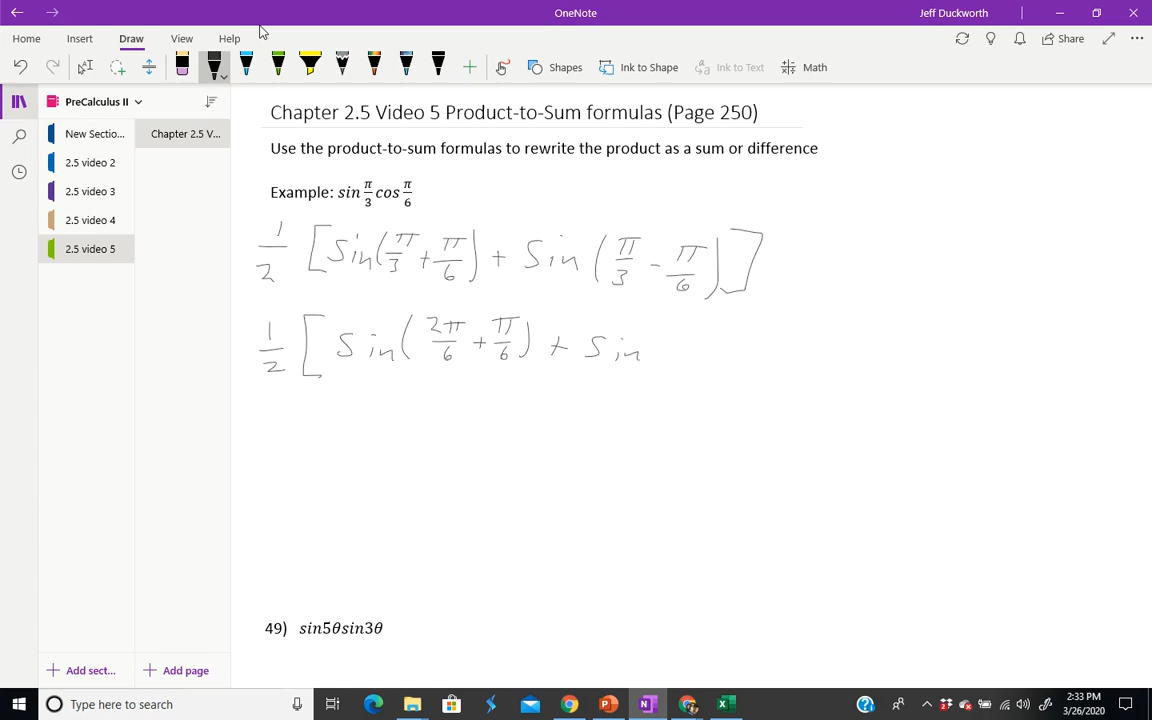 OneNote
Jeff Duckworth
Home Insert Draw View Help
Share
Shapes Ink to Shape Ink to Text Math
PreCalculus II
New Sectio...
2.5 video 2
2.5 video 3
2.5 video 4
2.5 video 5
Chapter 2.5 V...
Chapter 2.5 Video 5 Product-to-Sum formulas (Page 250)
Use the product-to-sum formulas to rewrite the product as a sum or difference
Example: sin π/3 cos π/6
1/2 [Sin(π/3 + π/6) + Sin (π/3 - π/6)]
1/2 [Sin(2π/6 + π/6) + Sin
49) sin5θsin3θ
+ Add sect...
+ Add page
Type here to search
2:33 PM
3/26/2020